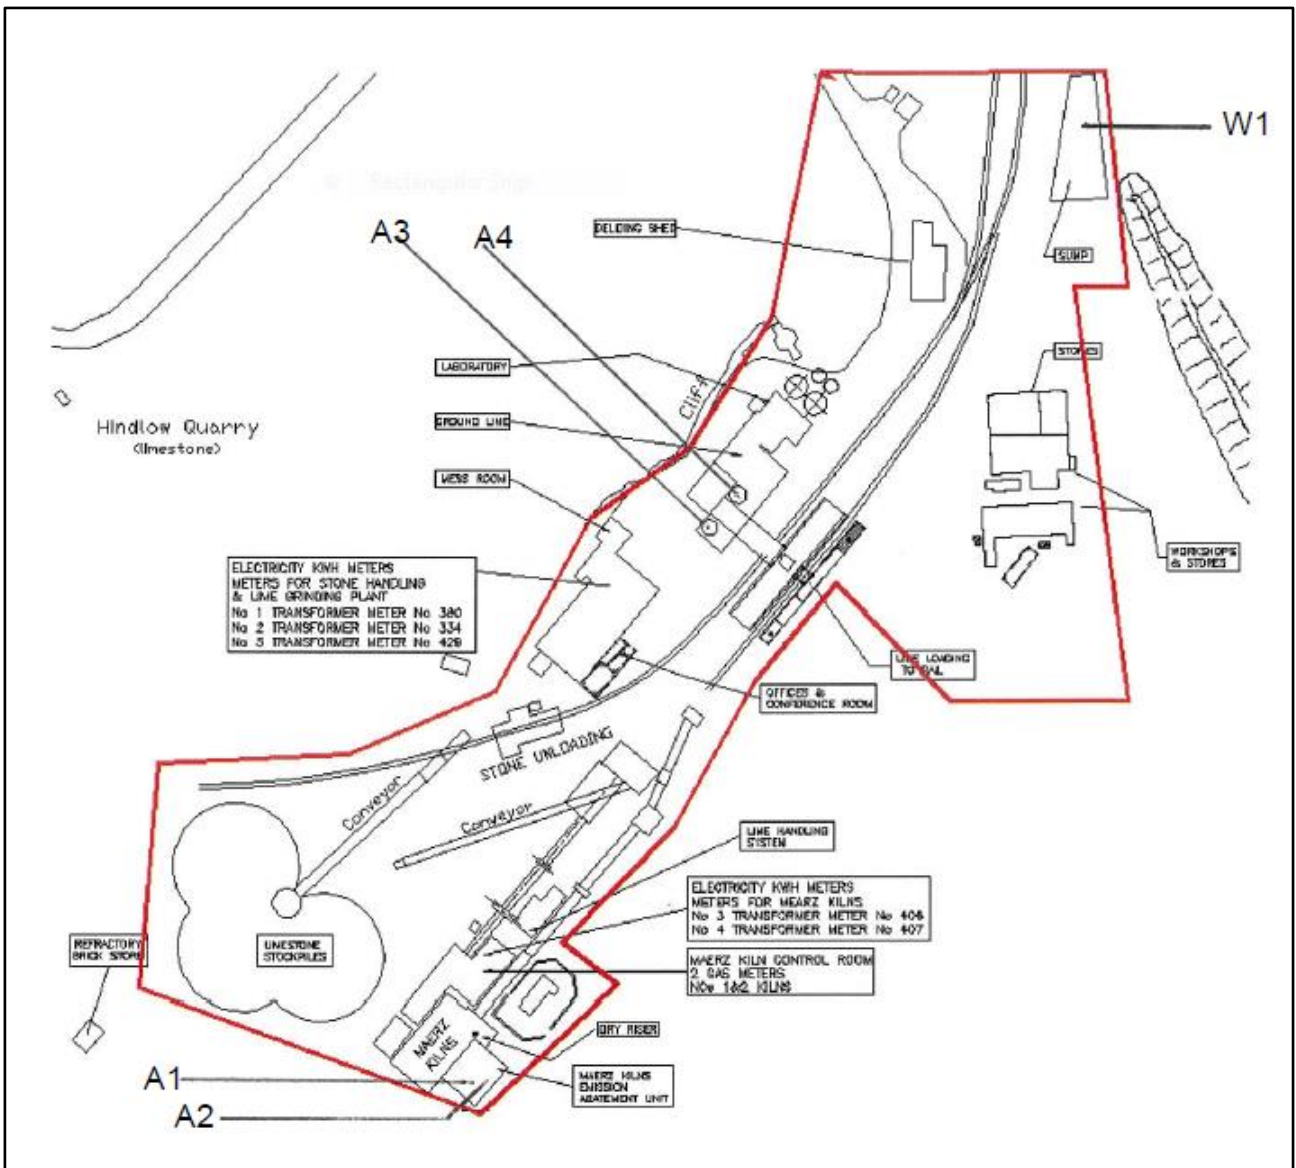 W1
A3
A4
SUMP
STORES
LABORATORY
Cliff
Hindlow Quarry
(limestone)
MESS ROOM
ELECTRICITY KWH METERS
METERS FOR STONE HANDLING
& LIME GRINDING PLANT
No 1 TRANSFORMER METER No 380
No 2 TRANSFORMER METER No 334
No 3 TRANSFORMER METER No 428
WORKSHOPS
& STORES
LIME LOADING
TO RAIL
OFFICES &
CONFERENCE ROOM
STONE UNLOADING
Conveyor
Conveyor
LIME HANDLING
SYSTEM
ELECTRICITY KWH METERS
METERS FOR MEARZ KILNS
No 3 TRANSFORMER METER No 406
No 4 TRANSFORMER METER No 407
REFRACTORY
BRICK STORE
LIMESTONE
STOCKPILES
MAERZ KILN CONTROL ROOM
2 GAS METERS
NOs 1&2 KILNS
MAERZ
KILNS
DRY RISER
MAERZ KILNS
EMISSION
ABATEMENT UNIT
A1
A2